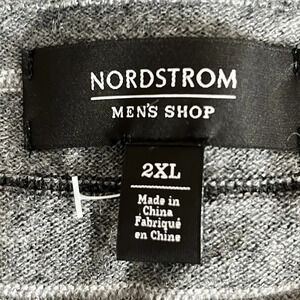 NORDSTROM
MEN'S SHOP
2XL
Made in
China
Fabriqué
en Chine